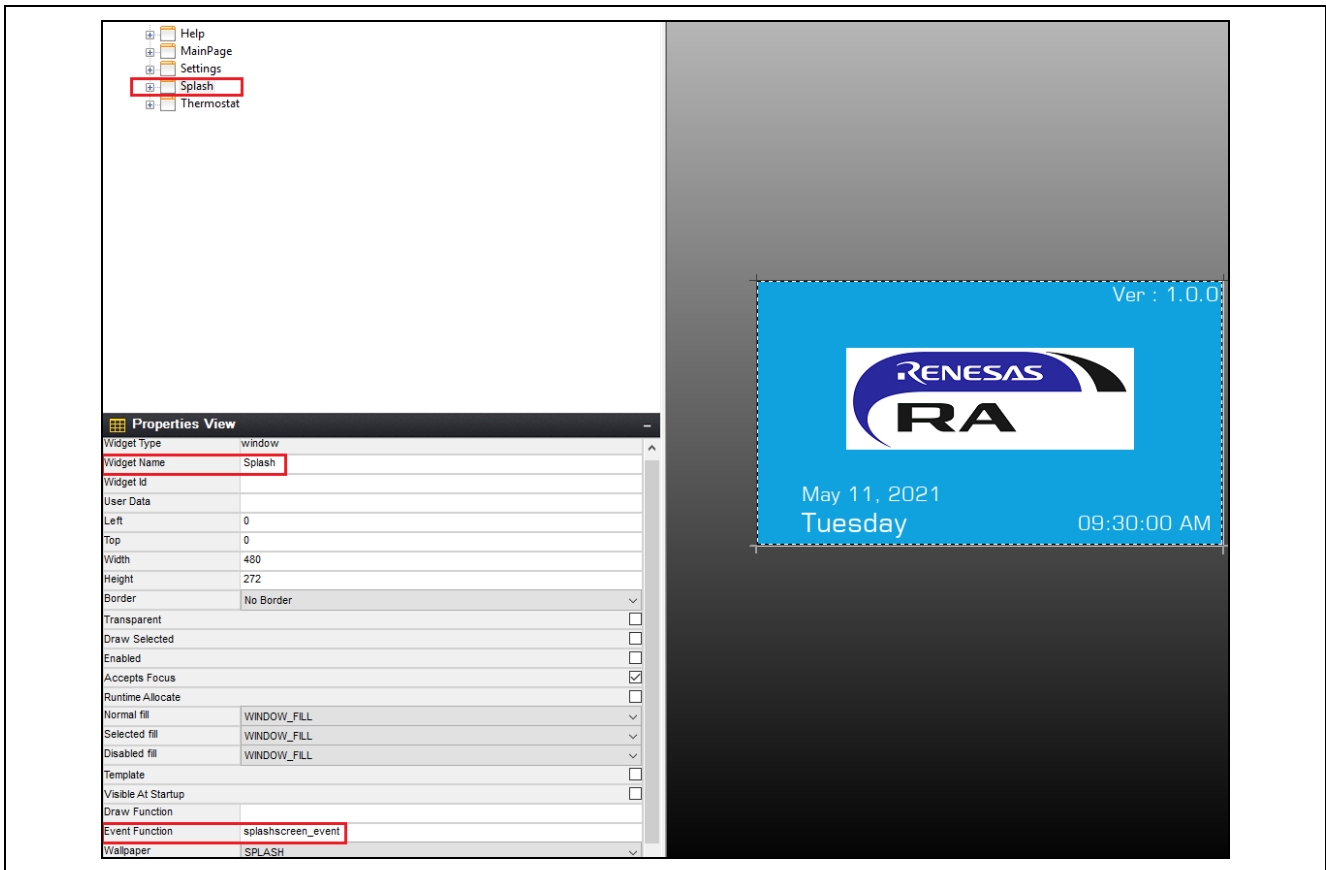 Help
MainPage
Settings
Splash
Thermostat
Properties View
Widget Type window
Widget Name Splash
Widget Id
User Data
Left 0
Top 0
Width 480
Height 272
Border No Border
Transparent
Draw Selected
Enabled
Accepts Focus
Runtime Allocate
Normal fill WINDOW_FILL
Selected fill WINDOW_FILL
Disabled fill WINDOW_FILL
Template
Visible At Startup
Draw Function
Event Function splashscreen_event
Wallpaper SPLASH
Ver : 1.0.0
RENESAS
RA
May 11, 2021
Tuesday 09:30:00 AM